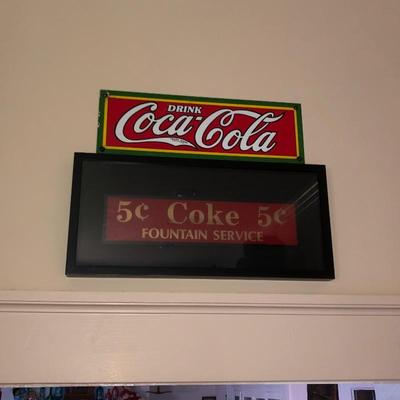 DRINK
Coca-Cola
5¢ Coke 5¢
FOUNTAIN SERVICE